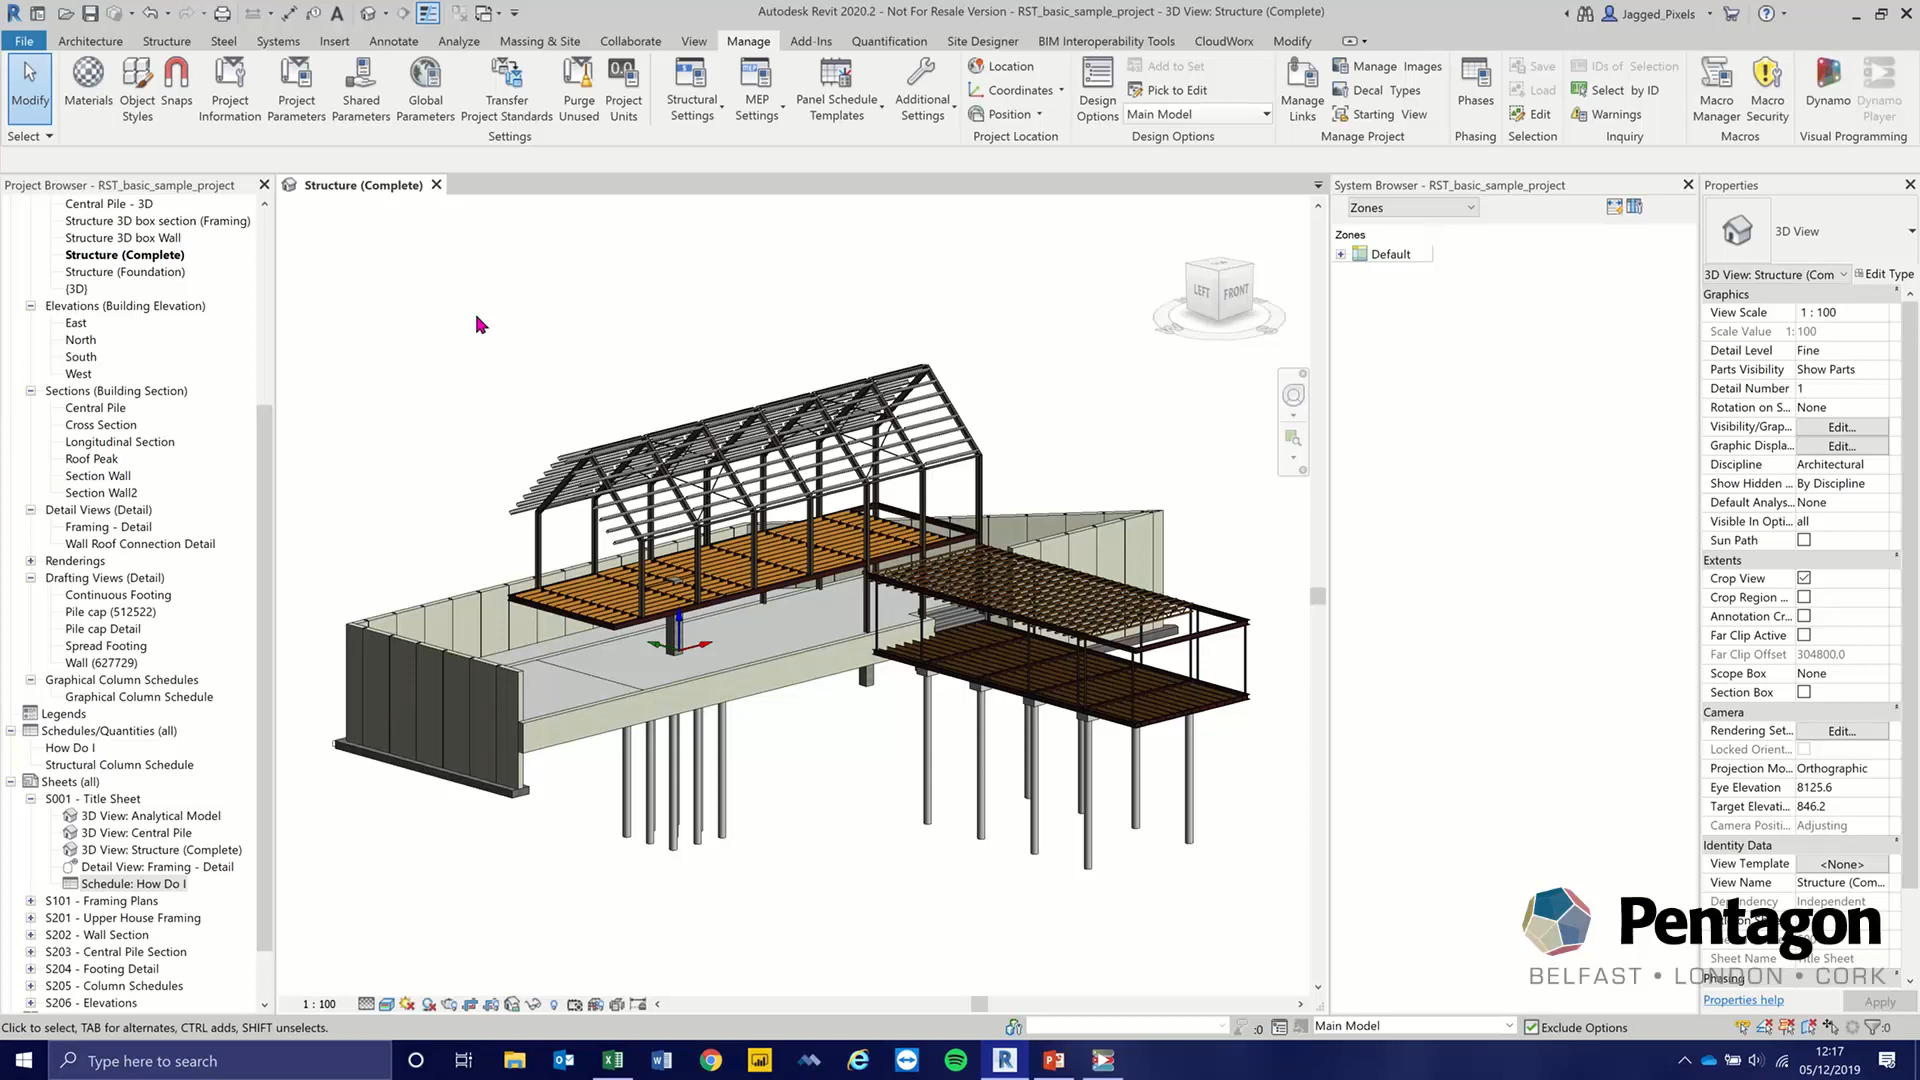 Autodesk Revit 2020.2 - Not For Resale Version - RST_basic_sample_project - 3D View: Structure (Complete)
Jagged_Pixels
File Architecture Structure Steel Systems Insert Annotate Analyze Massing & Site Collaborate View Manage Add-Ins Quantification Site Designer BIM Interoperability Tools CloudWorx Modify
Modify
Materials
Object Styles
Snaps
Project Information
Project Parameters
Shared Parameters
Global Parameters
Transfer Project Standards
Purge Unused
Project Units
Structural Settings
MEP Settings
Panel Schedule Templates
Additional Settings
Location
Coordinates
Position
Design Options
Add to Set
Pick to Edit
Main Model
Manage Links
Manage Images
Decal Types
Starting View
Phases
Save
Load
Edit
IDs of Selection
Select by ID
Warnings
Macro Manager
Macro Security
Dynamo
Dynamo Player
Select
Settings
Project Location
Design Options
Manage Project
Phasing
Selection
Inquiry
Macros
Visual Programming
Project Browser - RST_basic_sample_project
Central Pile - 3D
Structure 3D box section (Framing)
Structure 3D box Wall
Structure (Complete)
Structure (Foundation)
{3D}
Elevations (Building Elevation)
East
North
South
West
Sections (Building Section)
Central Pile
Cross Section
Longitudinal Section
Roof Peak
Section Wall
Section Wall2
Detail Views (Detail)
Framing - Detail
Wall Roof Connection Detail
Renderings
Drafting Views (Detail)
Continuous Footing
Pile cap (512522)
Pile cap Detail
Spread Footing
Wall (627729)
Graphical Column Schedules
Graphical Column Schedule
Legends
Schedules/Quantities (all)
How Do I
Structural Column Schedule
Sheets (all)
S001 - Title Sheet
3D View: Analytical Model
3D View: Central Pile
3D View: Structure (Complete)
Detail View: Framing - Detail
Schedule: How Do I
S101 - Framing Plans
S201 - Upper House Framing
S202 - Wall Section
S203 - Central Pile Section
S204 - Footing Detail
S205 - Column Schedules
S206 - Elevations
Structure (Complete)
LEFT FRONT
1 : 100
System Browser - RST_basic_sample_project
Zones
Zones
Default
Properties
3D View
3D View: Structure (Com
Edit Type
Graphics
View Scale 1 : 100
Scale Value 1: 100
Detail Level Fine
Parts Visibility Show Parts
Detail Number 1
Rotation on S... None
Visibility/Grap... Edit...
Graphic Displa... Edit...
Discipline Architectural
Show Hidden ... By Discipline
Default Analys... None
Visible In Opti... all
Sun Path
Extents
Crop View
Crop Region ...
Annotation Cr...
Far Clip Active
Far Clip Offset 304800.0
Scope Box None
Section Box
Camera
Rendering Set... Edit...
Locked Orient...
Projection Mo... Orthographic
Eye Elevation 8125.6
Target Elevati... 846.2
Camera Positi... Adjusting
Identity Data
View Template <None>
View Name Structure (Com...
Dependency Independent
Sheet Name Title Sheet
Phasing
Properties help
Apply
Pentagon
BELFAST • LONDON • CORK
Click to select, TAB for alternates, CTRL adds, SHIFT unselects.
:0
Main Model
Exclude Options
:0
Type here to search
12:17
05/12/2019